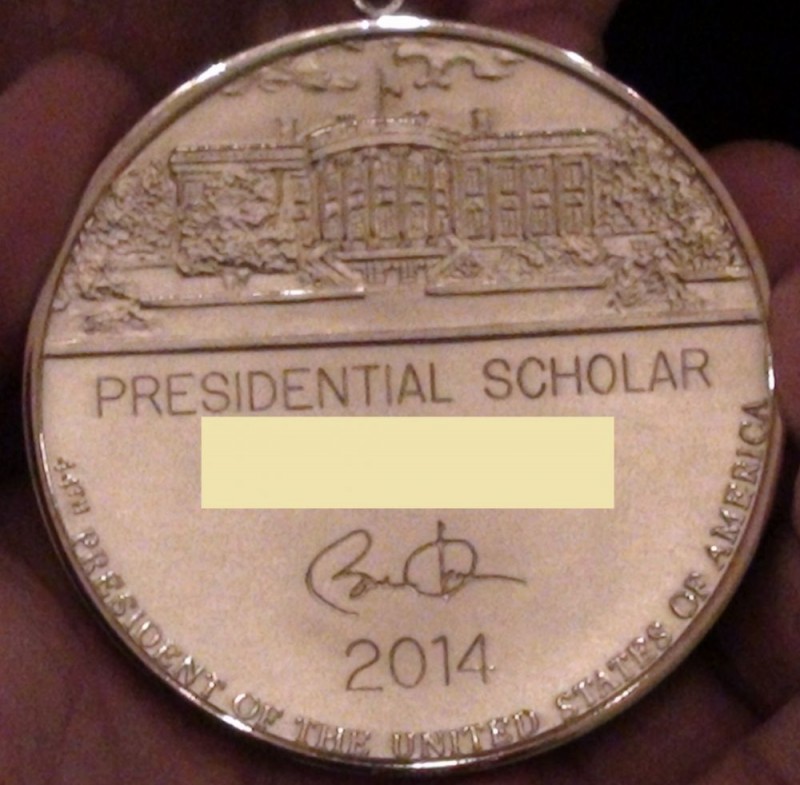 PRESIDENTIAL SCHOLAR
2014
44TH PRESIDENT OF THE UNITED STATES OF AMERICA